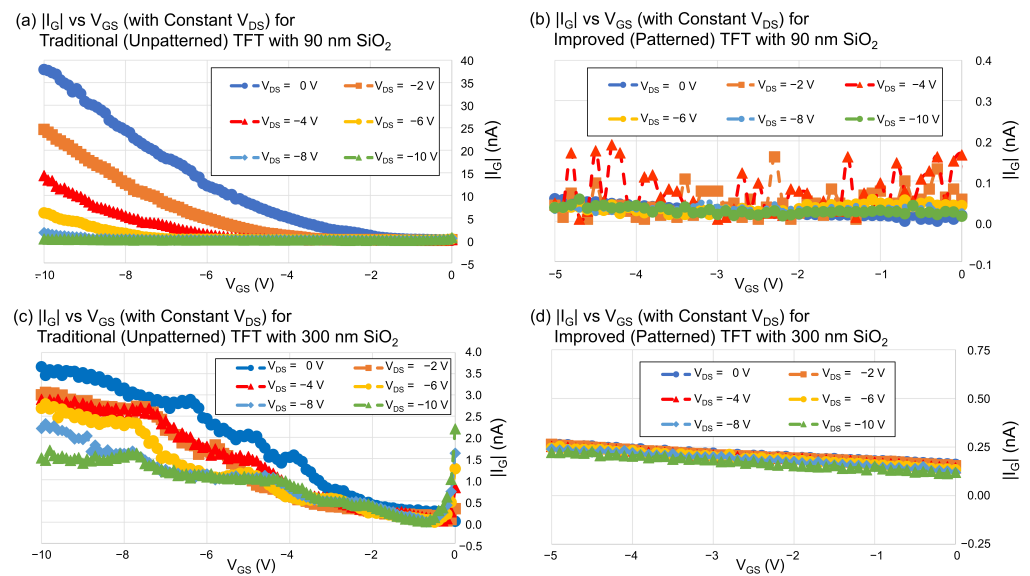 (a) |I_G| vs V_GS (with Constant V_DS) for
Traditional (Unpatterned) TFT with 90 nm SiO₂
V_DS = 0 V
V_DS = −2 V
V_DS = −4 V
V_DS = −6 V
V_DS = −8 V
V_DS = −10 V
40
35
30
25
20
15
10
5
0
−5
|I_G| (nA)
−10
−8
−6
−4
−2
0
V_GS (V)
(b) |I_G| vs V_GS (with Constant V_DS) for
Improved (Patterned) TFT with 90 nm SiO₂
V_DS = 0 V
V_DS = −2 V
V_DS = −4 V
V_DS = −6 V
V_DS = −8 V
V_DS = −10 V
0.4
0.3
0.2
0.1
0.0
−0.1
|I_G| (nA)
−5
−4
−3
−2
−1
0
V_GS (V)
(c) |I_G| vs V_GS (with Constant V_DS) for
Traditional (Unpatterned) TFT with 300 nm SiO₂
V_DS = 0 V
V_DS = −2 V
V_DS = −4 V
V_DS = −6 V
V_DS = −8 V
V_DS = −10 V
4.0
3.5
3.0
2.5
2.0
1.5
1.0
0.5
0.0
−0.5
|I_G| (nA)
−10
−8
−6
−4
−2
0
V_GS (V)
(d) |I_G| vs V_GS (with Constant V_DS) for
Improved (Patterned) TFT with 300 nm SiO₂
V_DS = 0 V
V_DS = −2 V
V_DS = −4 V
V_DS = −6 V
V_DS = −8 V
V_DS = −10 V
0.75
0.50
0.25
0.00
−0.25
|I_G| (nA)
−5
−4
−3
−2
−1
0
V_GS (V)